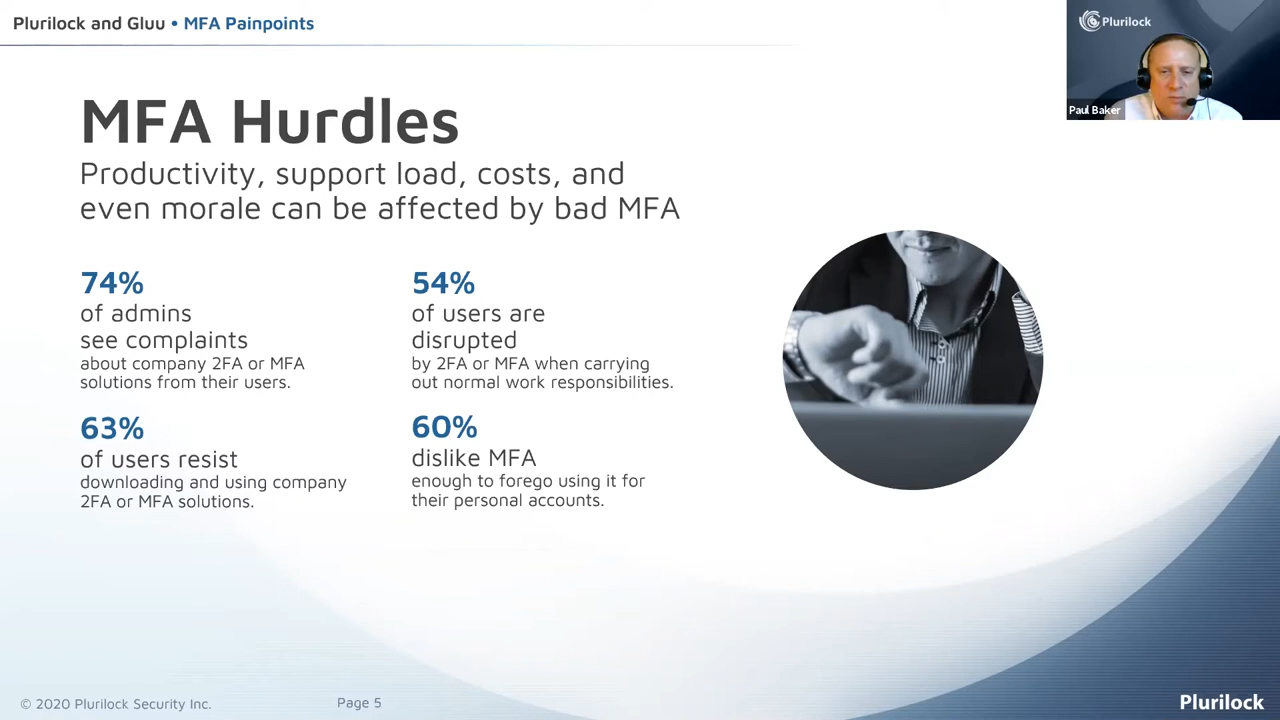 Plurilock and Gluu • MFA Painpoints
Plurilock
Paul Baker
MFA Hurdles
Productivity, support load, costs, and
even morale can be affected by bad MFA
74%
of admins
see complaints
about company 2FA or MFA
solutions from their users.
54%
of users are
disrupted
by 2FA or MFA when carrying
out normal work responsibilities.
63%
of users resist
downloading and using company
2FA or MFA solutions.
60%
dislike MFA
enough to forego using it for
their personal accounts.
© 2020 Plurilock Security Inc.
Page 5
Plurilock